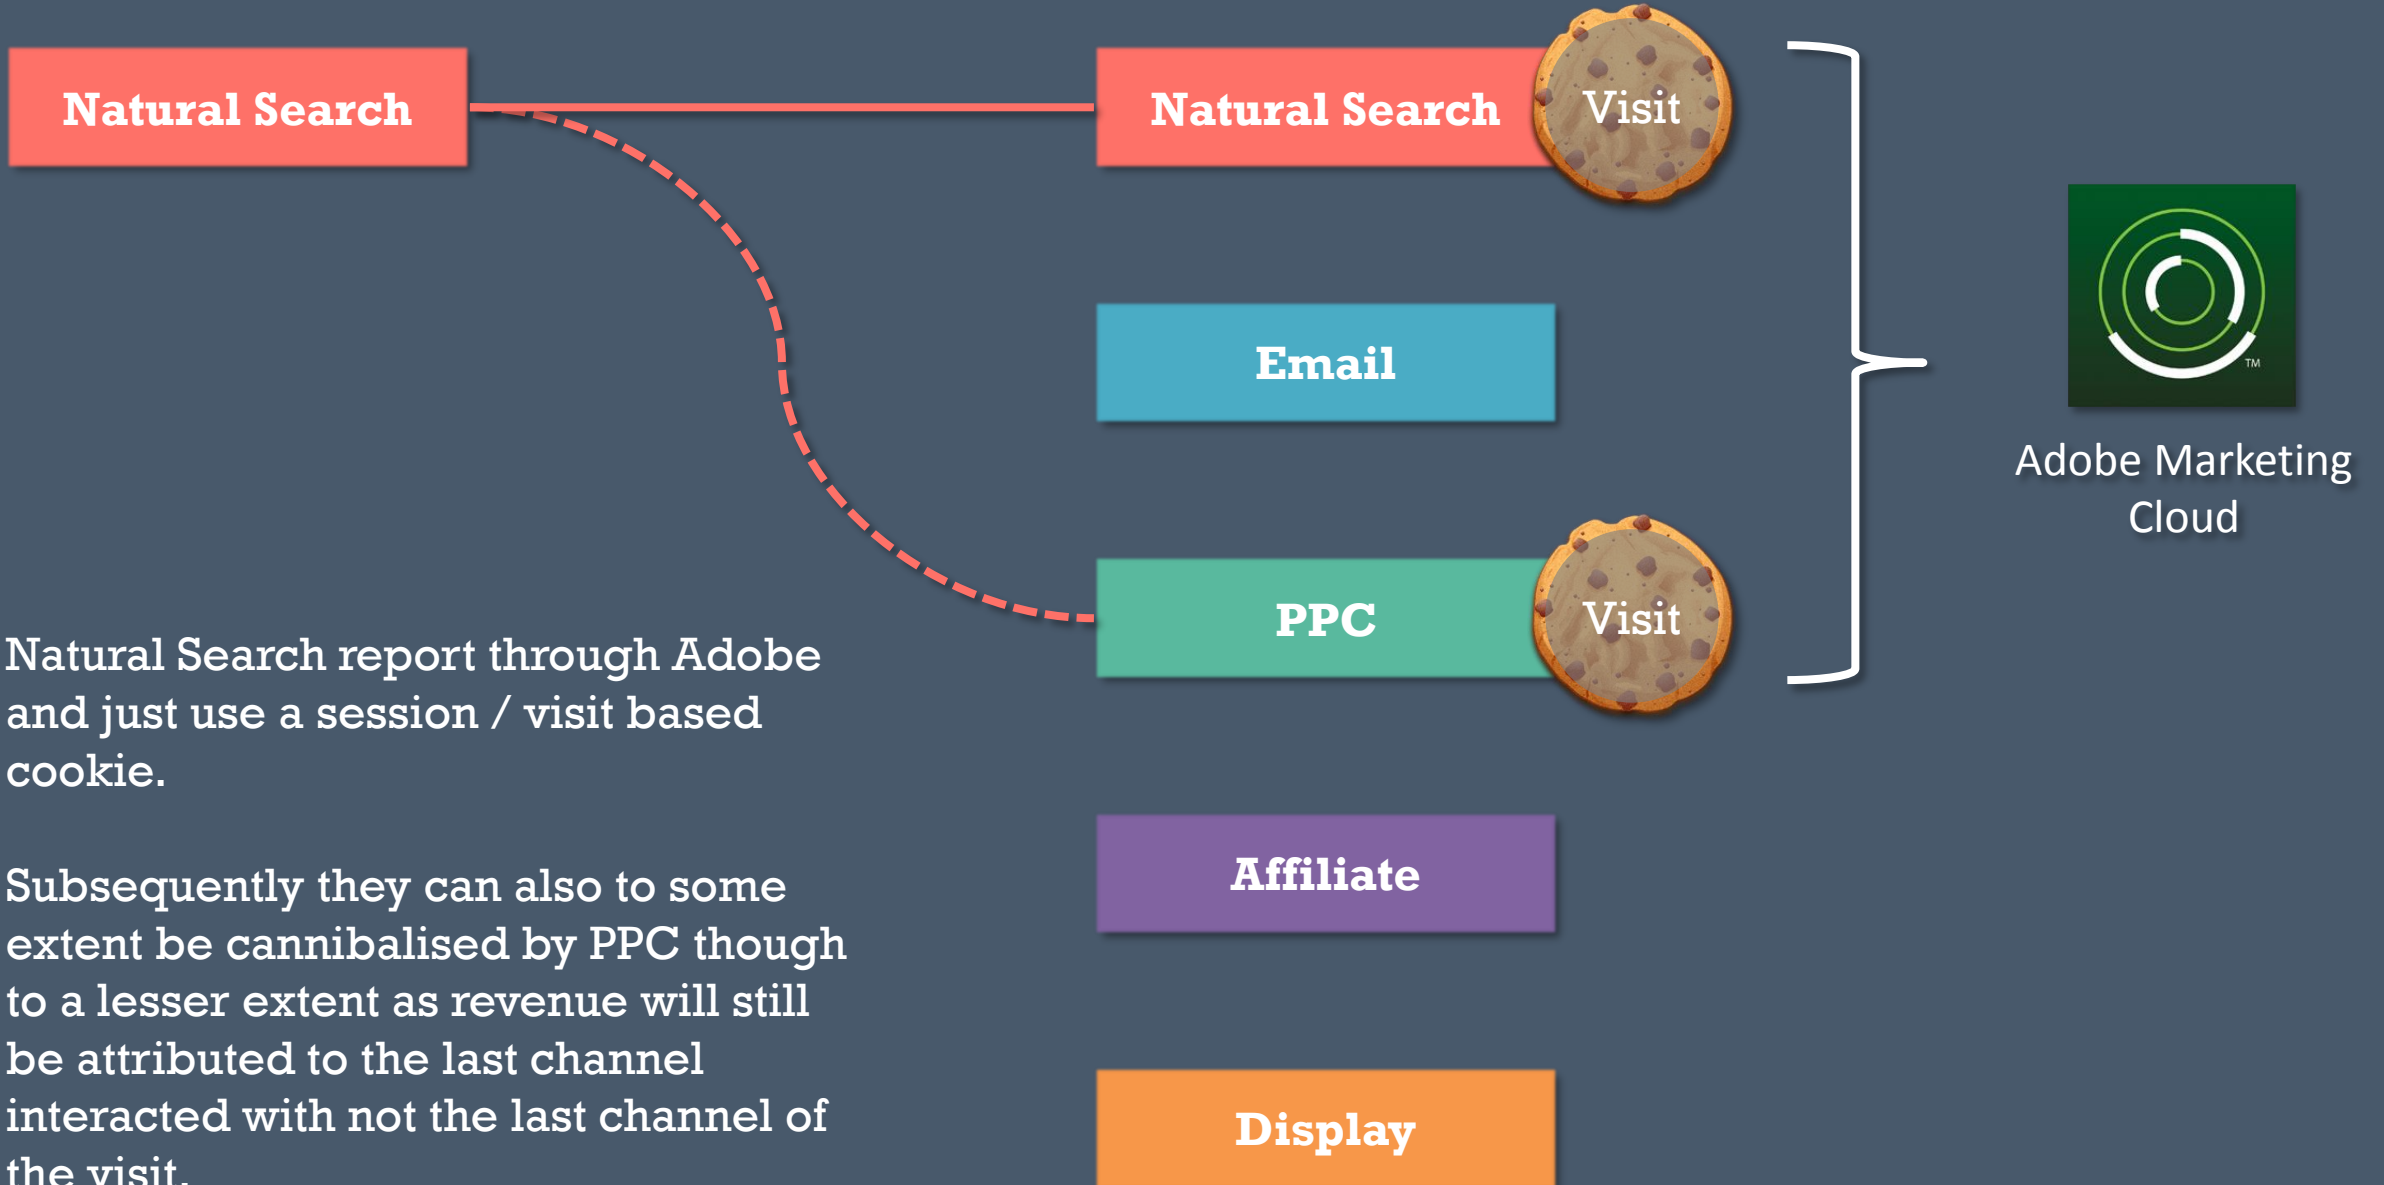 Natural Search
Natural Search
Visit
Email
TM
Adobe Marketing
Cloud
PPC
Visit
Natural Search report through Adobe
and just use a session / visit based
cookie.
Subsequently they can also to some
extent be cannibalised by PPC though
to a lesser extent as revenue will still
be attributed to the last channel
interacted with not the last channel of
the visit.
Affiliate
Display